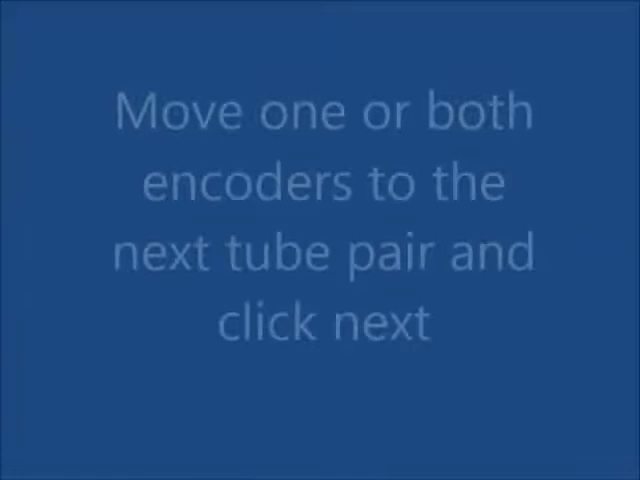 Move one or both
encoders to the
next tube pair and
click next